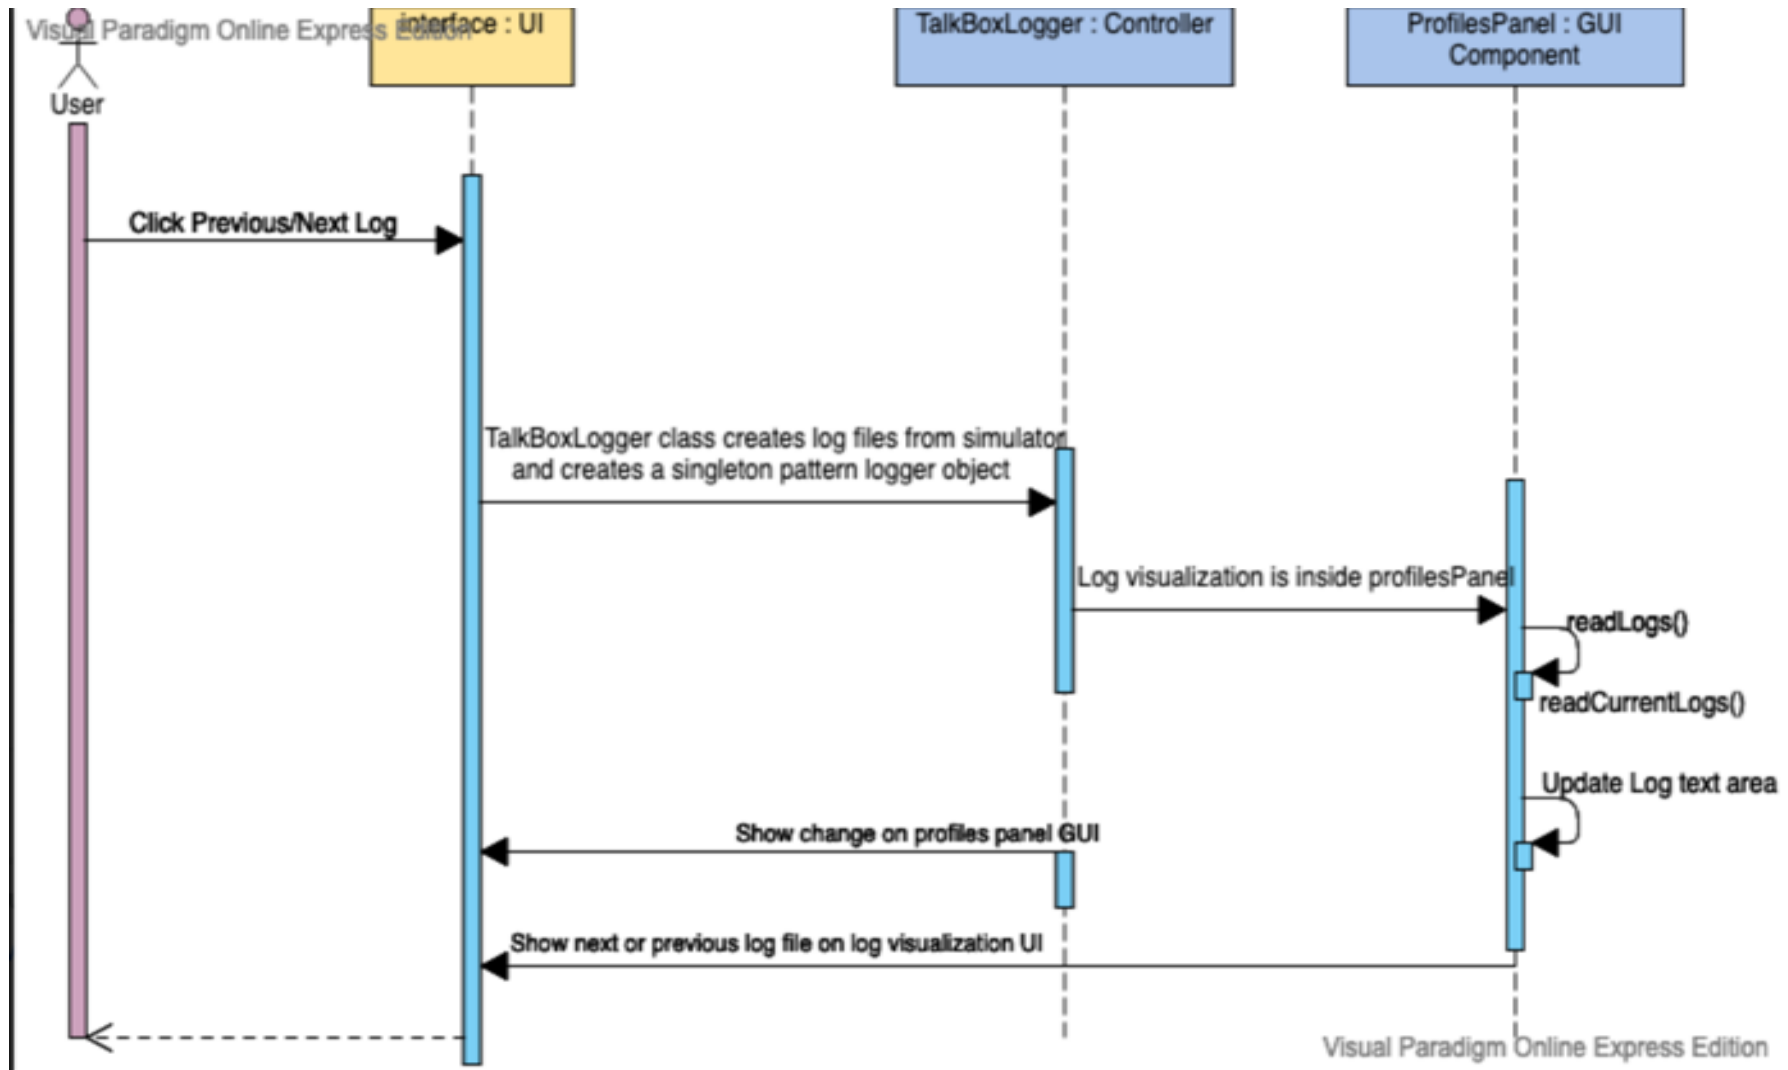 Visual Paradigm Online Express Edition
interface : UI
TalkBoxLogger : Controller
ProfilesPanel : GUI
Component
User
Click Previous/Next Log
TalkBoxLogger class creates log files from simulator
and creates a singleton pattern logger object
Log visualization is inside profilesPanel
readLogs()
readCurrentLogs()
Update Log text area
Show change on profiles panel GUI
Show next or previous log file on log visualization UI
Visual Paradigm Online Express Edition